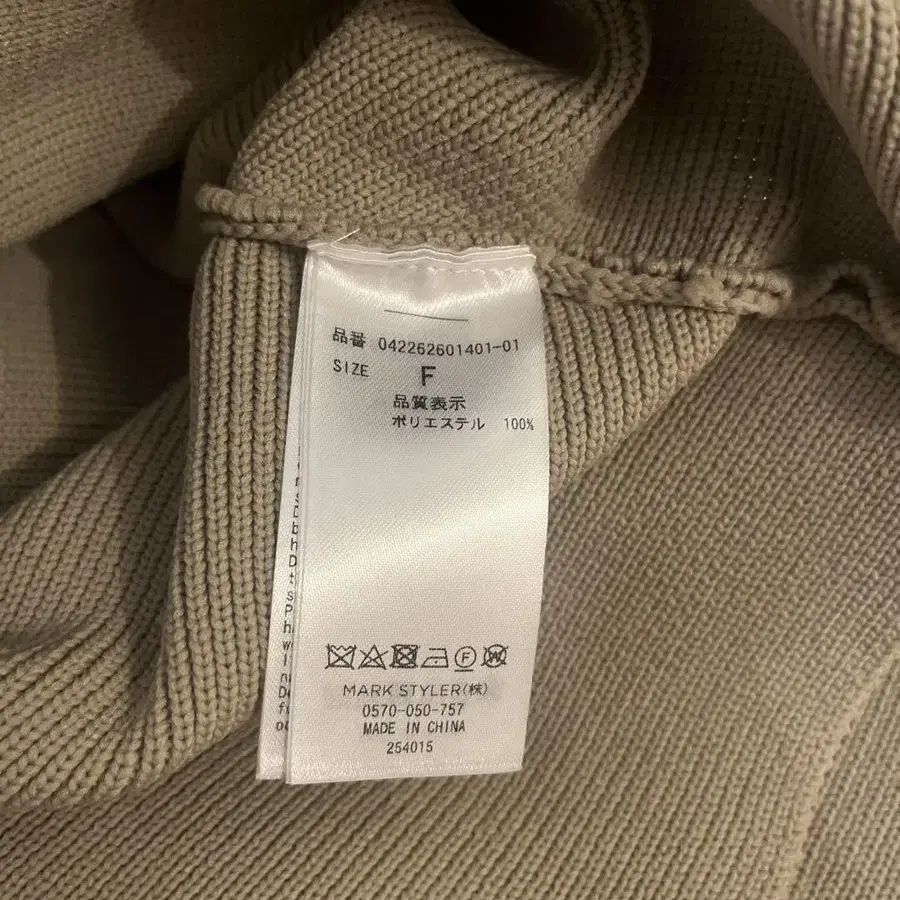 品番 042262601401-01
SIZE F
品質表示
ポリエステル 100%
F W
MARK STYLER(株)
0570-050-757
MADE IN CHINA
254015